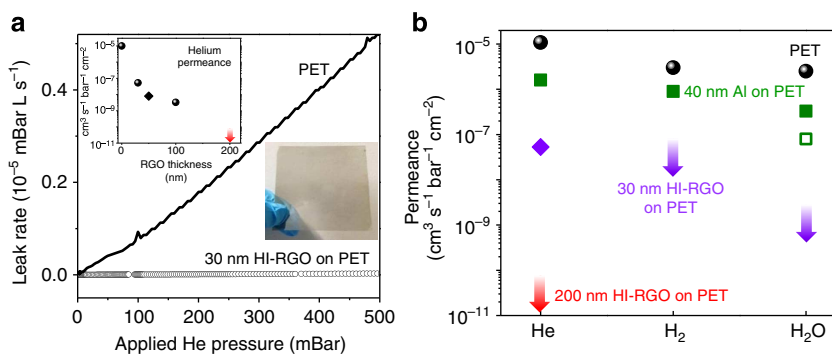 a
Leak rate (10⁻⁵ mBar L s⁻¹)
0.4
0.2
0.0
0
100
200
300
400
500
Applied He pressure (mBar)
PET
30 nm HI-RGO on PET
cm³ s⁻¹ bar⁻¹ cm⁻²
10⁻⁵
10⁻⁷
10⁻⁹
10⁻¹¹
Helium
permeance
0
100
200
RGO thickness
(nm)
b
Permeance
(cm³ s⁻¹ bar⁻¹ cm⁻²)
10⁻⁵
10⁻⁷
10⁻⁹
10⁻¹¹
PET
40 nm Al on PET
30 nm HI-RGO
on PET
200 nm HI-RGO on PET
He
H₂
H₂O